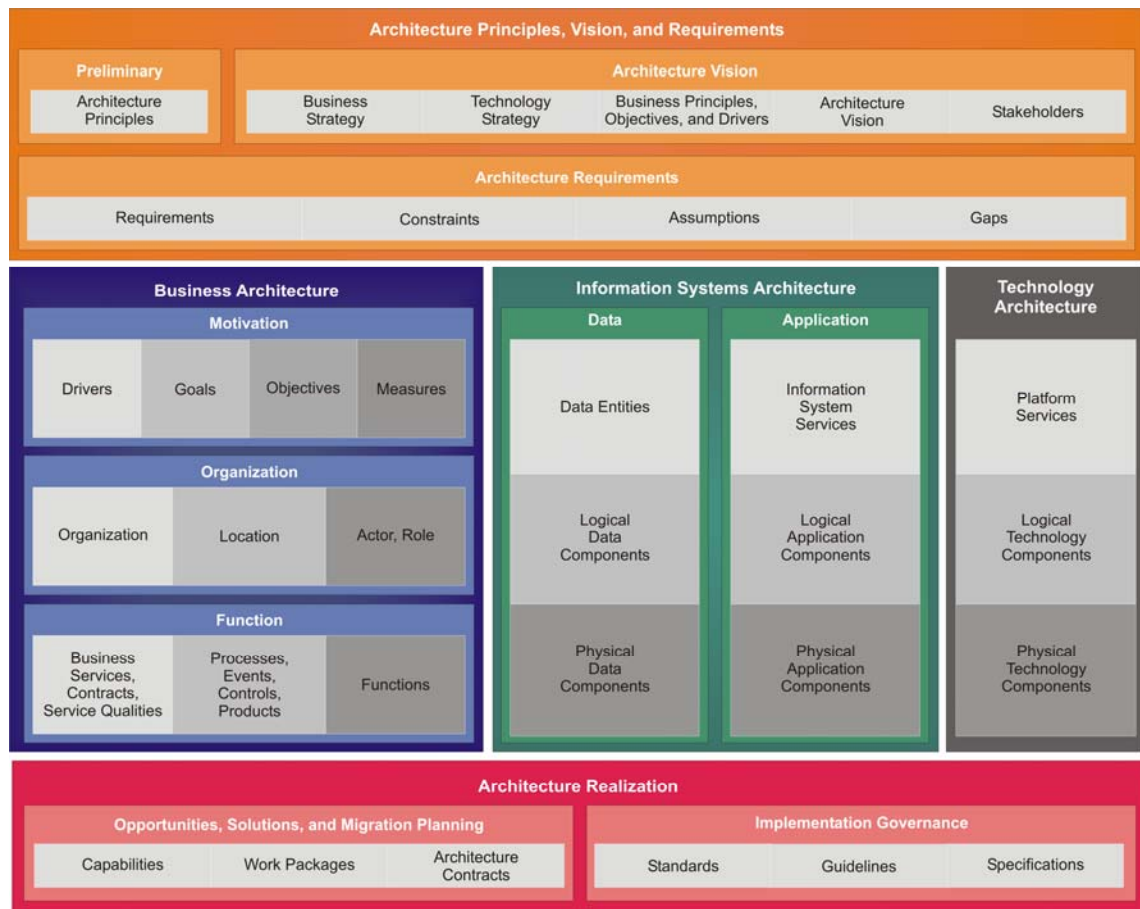 Architecture Principles, Vision, and Requirements
Preliminary
Architecture
Principles
Architecture Vision
Business
Strategy
Technology
Strategy
Business Principles,
Objectives, and Drivers
Architecture
Vision
Stakeholders
Architecture Requirements
Requirements
Constraints
Assumptions
Gaps
Business Architecture
Motivation
Drivers
Goals
Objectives
Measures
Organization
Organization
Location
Actor, Role
Function
Business
Services,
Contracts,
Service Qualities
Processes,
Events,
Controls,
Products
Functions
Information Systems Architecture
Data
Data Entities
Logical
Data
Components
Physical
Data
Components
Application
Information
System
Services
Logical
Application
Components
Physical
Application
Components
Technology
Architecture
Platform
Services
Logical
Technology
Components
Physical
Technology
Components
Architecture Realization
Opportunities, Solutions, and Migration Planning
Capabilities
Work Packages
Architecture
Contracts
Implementation Governance
Standards
Guidelines
Specifications